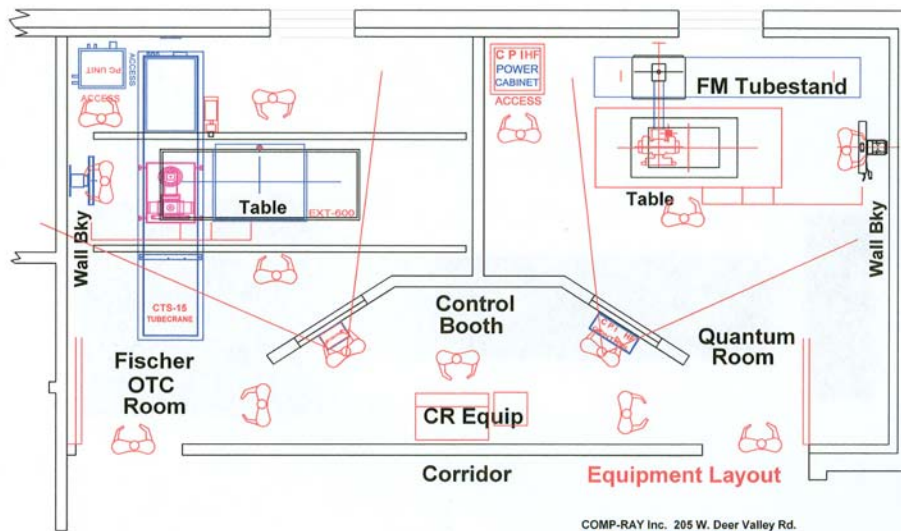 PC UNIT
ACCESS
ACCESS
C P I HF
POWER
CABINET
ACCESS
FM Tubestand
Table
EXT-600
Table
Wall Bky
Wall Bky
CTS-15
TUBECRANE
Control
Booth
C P I HF
Fischer
OTC
Room
Quantum
Room
CR Equip
Corridor
Equipment Layout
COMP-RAY Inc. 205 W. Deer Valley Rd.